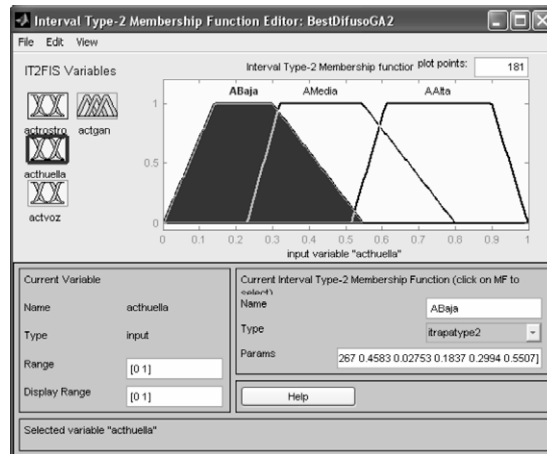 Interval Type-2 Membership Function Editor: BestDifusoGA2
File Edit View
IT2FIS Variables
Interval Type-2 Membership function plot points: 181
actrostro actgan
acthuella
actvoz
ABaja AMedia AAlta
1
0.5
0
0 0.1 0.2 0.3 0.4 0.5 0.6 0.7 0.8 0.9 1
input variable "acthuella"
Current Variable
Name acthuella
Type input
Range [0 1]
Display Range [0 1]
Current Interval Type-2 Membership Function (click on MF to select)
Name ABaja
Type itrapatype2
Params 267 0.4583 0.02753 0.1837 0.2994 0.5507]
Help
Selected variable "acthuella"